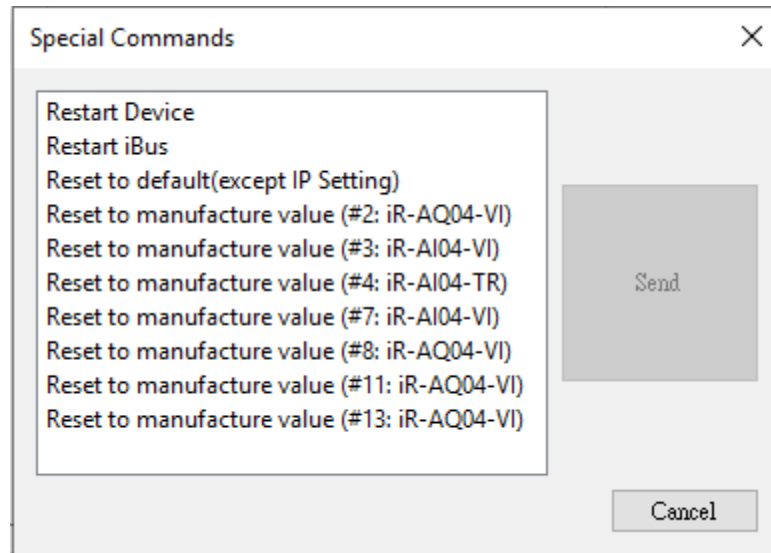 Special Commands
Restart Device
Restart iBus
Reset to default(except IP Setting)
Reset to manufacture value (#2: iR-AQ04-VI)
Reset to manufacture value (#3: iR-AI04-VI)
Reset to manufacture value (#4: iR-AI04-TR)
Reset to manufacture value (#7: iR-AI04-VI)
Reset to manufacture value (#8: iR-AQ04-VI)
Reset to manufacture value (#11: iR-AQ04-VI)
Reset to manufacture value (#13: iR-AQ04-VI)
Send
Cancel